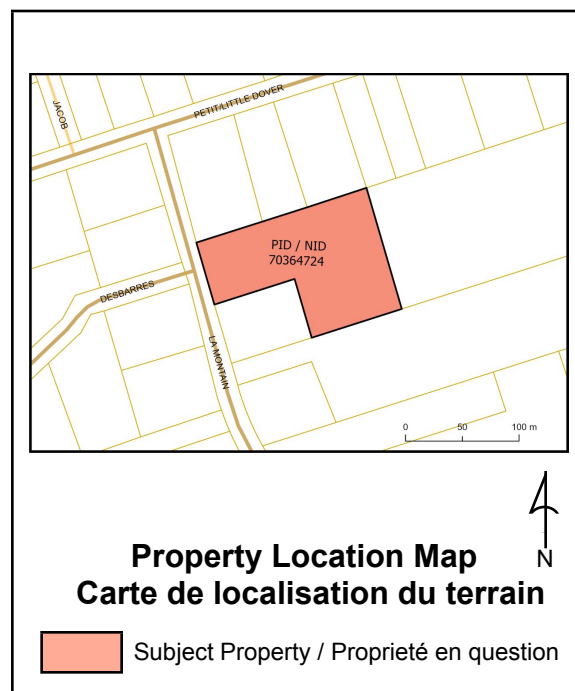 PETIT/LITTLE DOVER
JACOB
PID / NID
70364724
DESBARRES
LA MONTAIN
0 50 100 m
N
Property Location Map
Carte de localisation du terrain
Subject Property / Proprieté en question